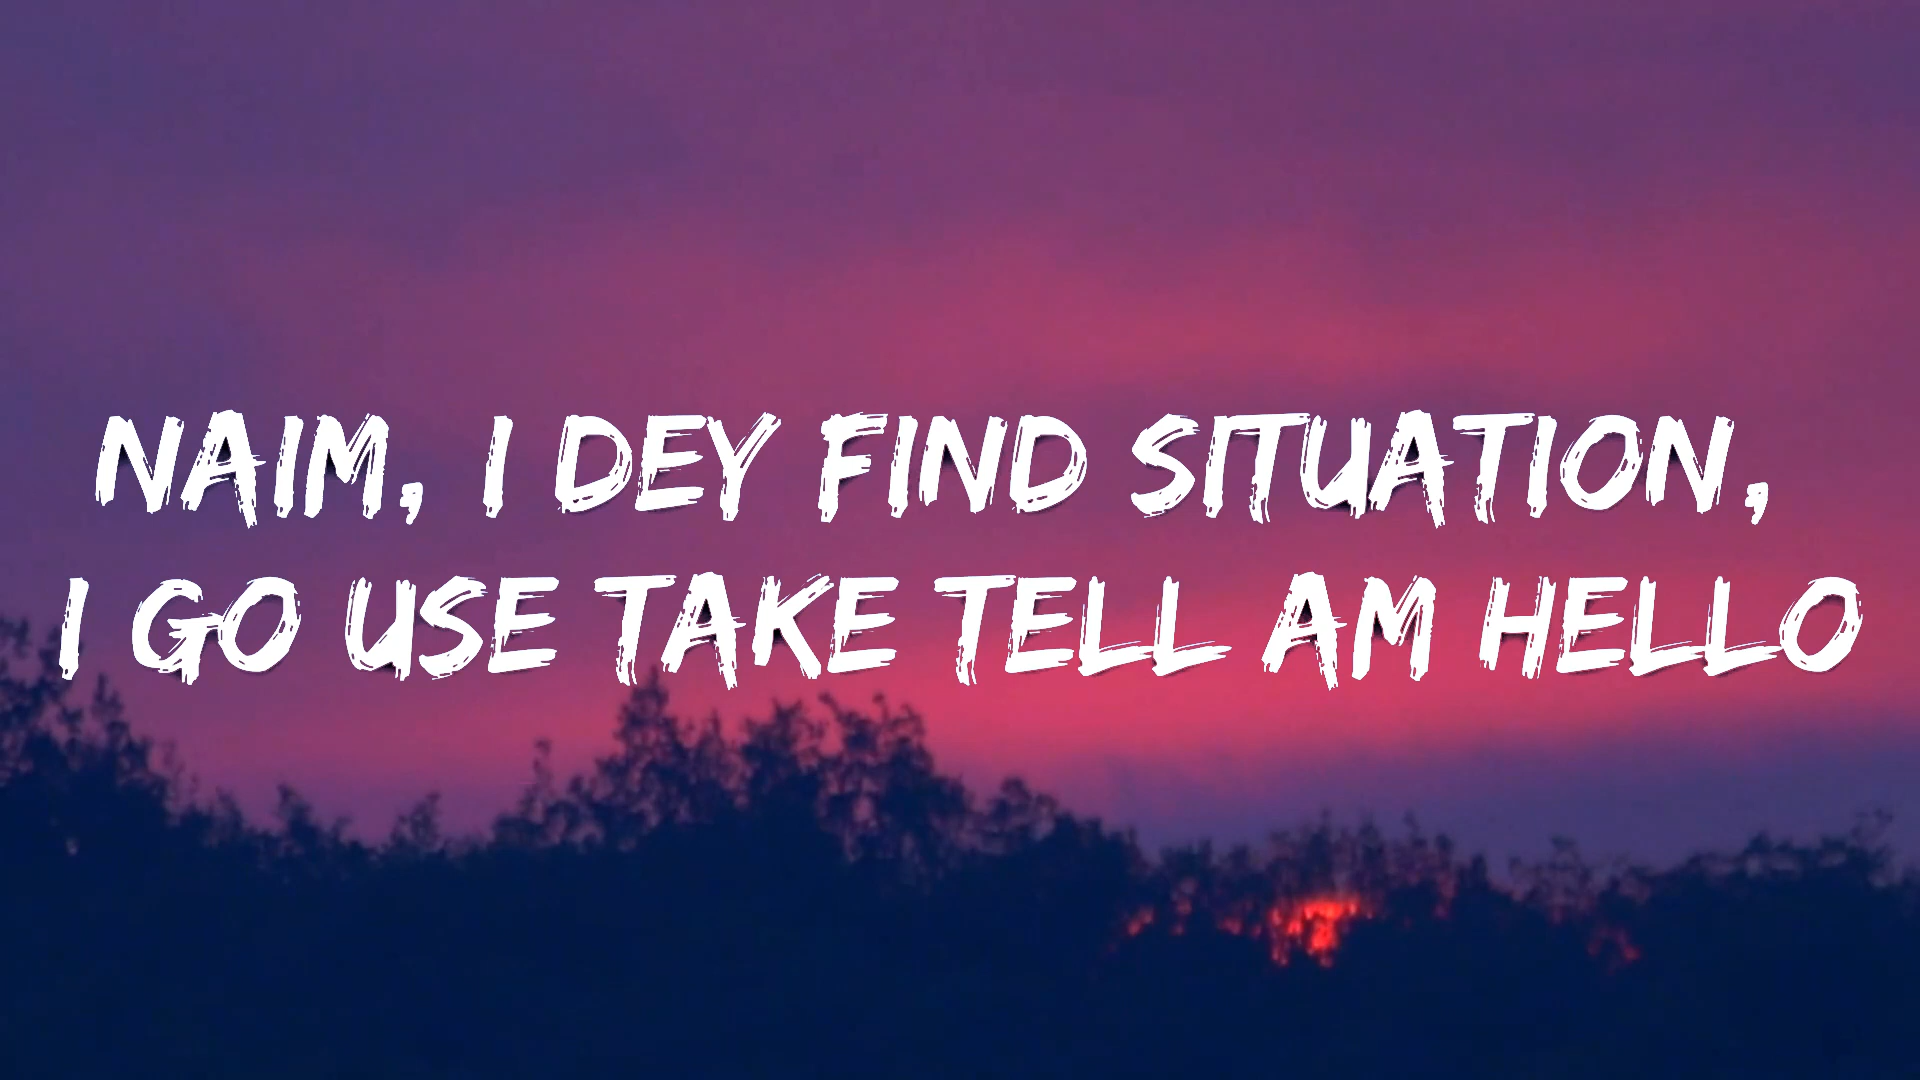 NAIM, I DEY FIND SITUATION,
I GO USE TAKE TELL AM HELLO